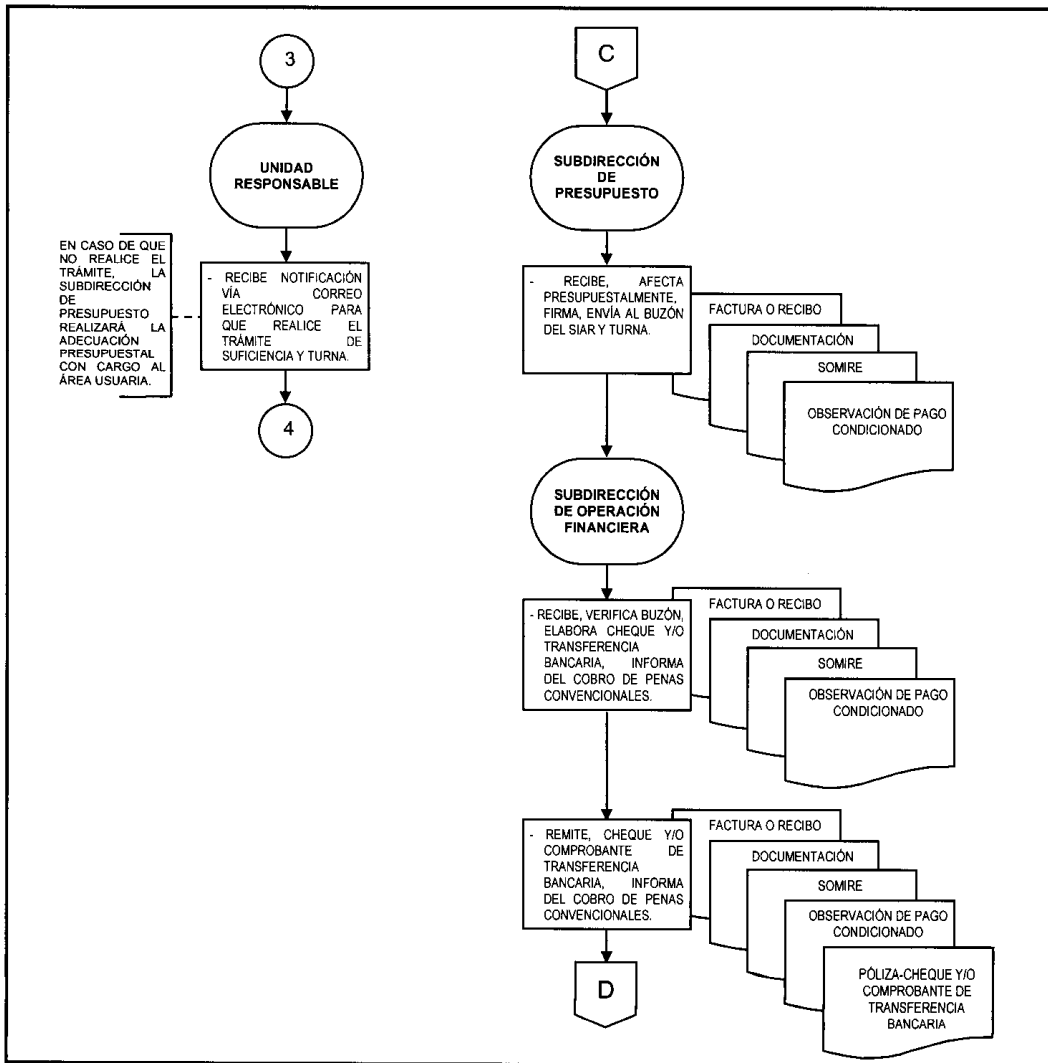 3
UNIDAD
RESPONSABLE
EN CASO DE QUE
NO REALICE EL
TRÁMITE, LA
SUBDIRECCIÓN
DE
PRESUPUESTO
REALIZARÁ LA
ADECUACIÓN
PRESUPUESTAL
CON CARGO AL
ÁREA USUARIA.
- RECIBE NOTIFICACIÓN
VÍA CORREO
ELECTRÓNICO PARA
QUE REALICE EL
TRÁMITE DE
SUFICIENCIA Y TURNA.
4
C
SUBDIRECCIÓN
DE
PRESUPUESTO
- RECIBE, AFECTA
PRESUPUESTALMENTE,
FIRMA, ENVÍA AL BUZÓN
DEL SIAR Y TURNA.
FACTURA O RECIBO
DOCUMENTACIÓN
SOMIRE
OBSERVACIÓN DE PAGO
CONDICIONADO
SUBDIRECCIÓN
DE OPERACIÓN
FINANCIERA
- RECIBE, VERIFICA BUZÓN,
ELABORA CHEQUE Y/O
TRANSFERENCIA
BANCARIA, INFORMA
DEL COBRO DE PENAS
CONVENCIONALES.
FACTURA O RECIBO
DOCUMENTACIÓN
SOMIRE
OBSERVACIÓN DE PAGO
CONDICIONADO
- REMITE, CHEQUE Y/O
COMPROBANTE DE
TRANSFERENCIA
BANCARIA, INFORMA
DEL COBRO DE PENAS
CONVENCIONALES.
FACTURA O RECIBO
DOCUMENTACIÓN
SOMIRE
OBSERVACIÓN DE PAGO
CONDICIONADO
PÓLIZA-CHEQUE Y/O
COMPROBANTE DE
TRANSFERENCIA
BANCARIA
D